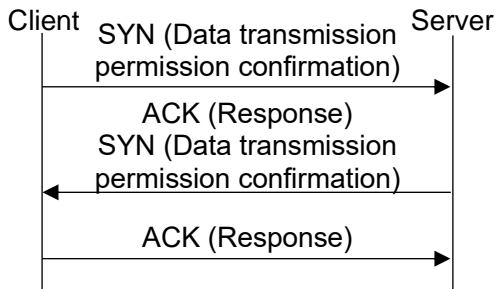 Client
Server
SYN (Data transmission
permission confirmation)
ACK (Response)
SYN (Data transmission
permission confirmation)
ACK (Response)